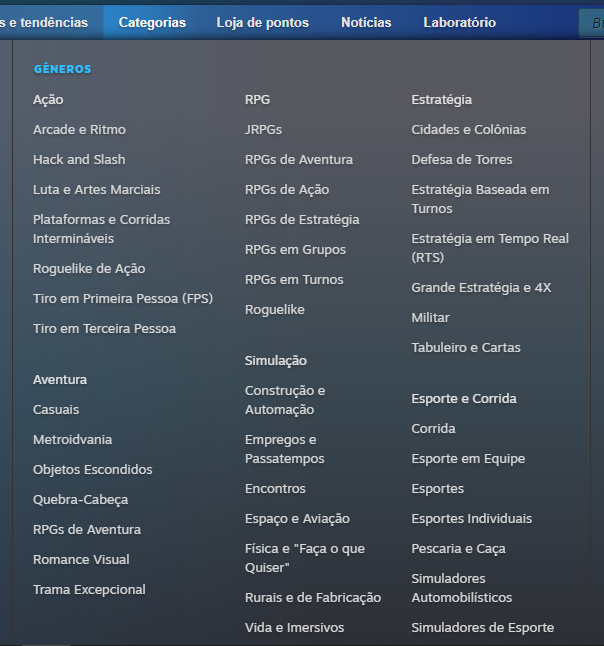 s e tendências
Categorias
Loja de pontos
Notícias
Laboratório
GÊNEROS
Ação
Arcade e Ritmo
Hack and Slash
Luta e Artes Marciais
Plataformas e Corridas
Intermináveis
Roguelike de Ação
Tiro em Primeira Pessoa (FPS)
Tiro em Terceira Pessoa
Aventura
Casuais
Metroidvania
Objetos Escondidos
Quebra-Cabeça
RPGs de Aventura
Romance Visual
Trama Excepcional
RPG
JRPGs
RPGs de Aventura
RPGs de Ação
RPGs de Estratégia
RPGs em Grupos
RPGs em Turnos
Roguelike
Simulação
Construção e
Automação
Empregos e
Passatempos
Encontros
Espaço e Aviação
Física e "Faça o que
Quiser"
Rurais e de Fabricação
Vida e Imersivos
Estratégia
Cidades e Colônias
Defesa de Torres
Estratégia Baseada em
Turnos
Estratégia em Tempo Real
(RTS)
Grande Estratégia e 4X
Militar
Tabuleiro e Cartas
Esporte e Corrida
Corrida
Esporte em Equipe
Esportes
Esportes Individuais
Pescaria e Caça
Simuladores
Automobilísticos
Simuladores de Esporte